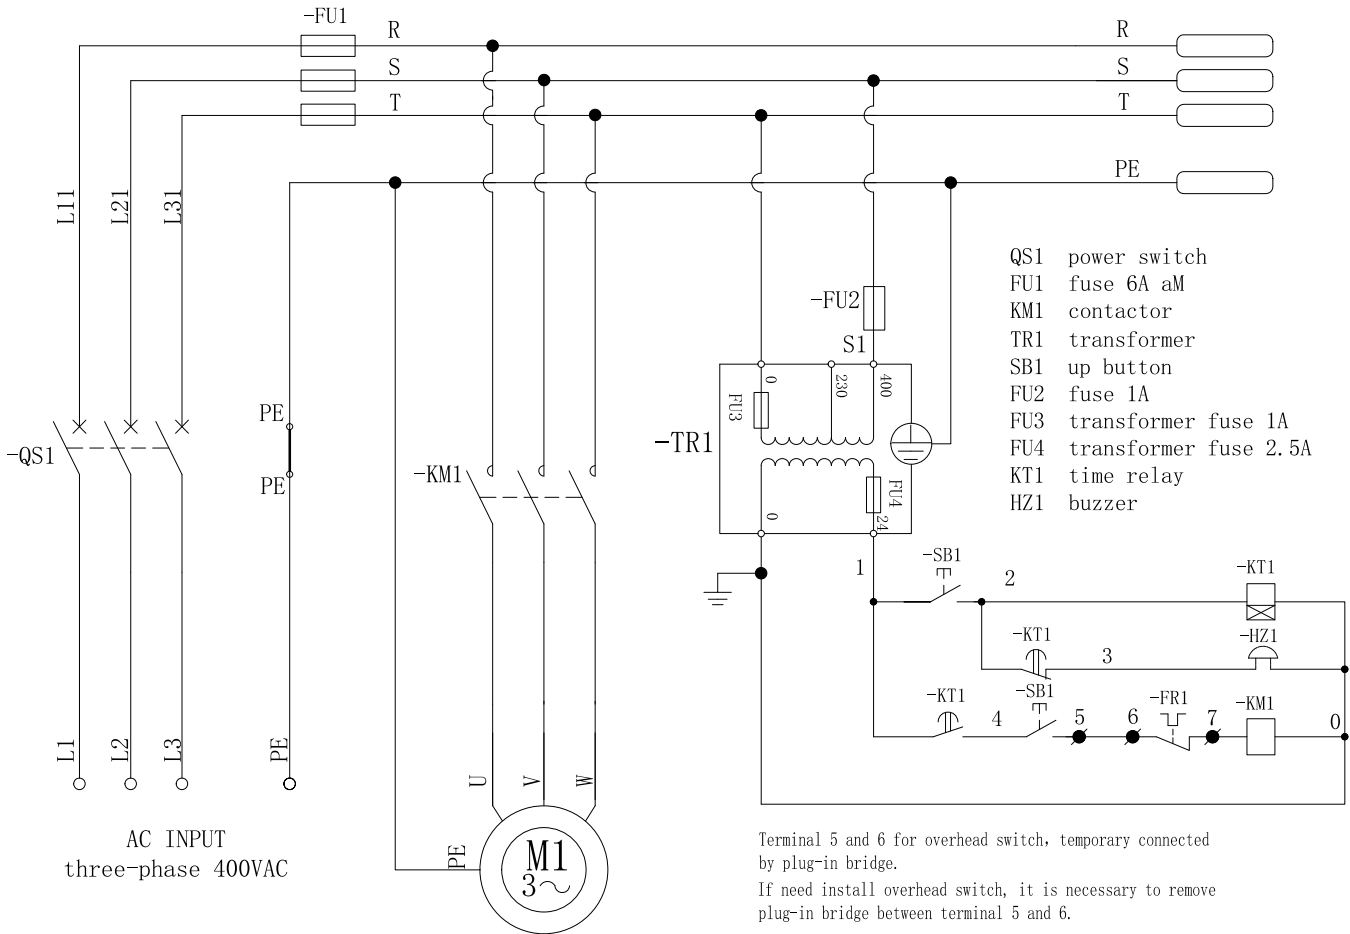 -FU1
R
R
S
S
T
T
PE
L11
L21
L31
QS1 power switch
FU1 fuse 6A aM
KM1 contactor
TR1 transformer
SB1 up button
FU2 fuse 1A
FU3 transformer fuse 1A
FU4 transformer fuse 2.5A
KT1 time relay
HZ1 buzzer
-FU2
S1
0
230
400
FU3
-TR1
FU4
0
24
PE
-QS1
PE
-KM1
1
-SB1
2
-KT1
-KT1
3
-HZ1
-KT1
4
-SB1
5
6
-FR1
7
-KM1
0
L1
L2
L3
PE
U
V
W
AC INPUT
three-phase 400VAC
PE
M1
3~
Terminal 5 and 6 for overhead switch, temporary connected
by plug-in bridge.
If need install overhead switch, it is necessary to remove
plug-in bridge between terminal 5 and 6.